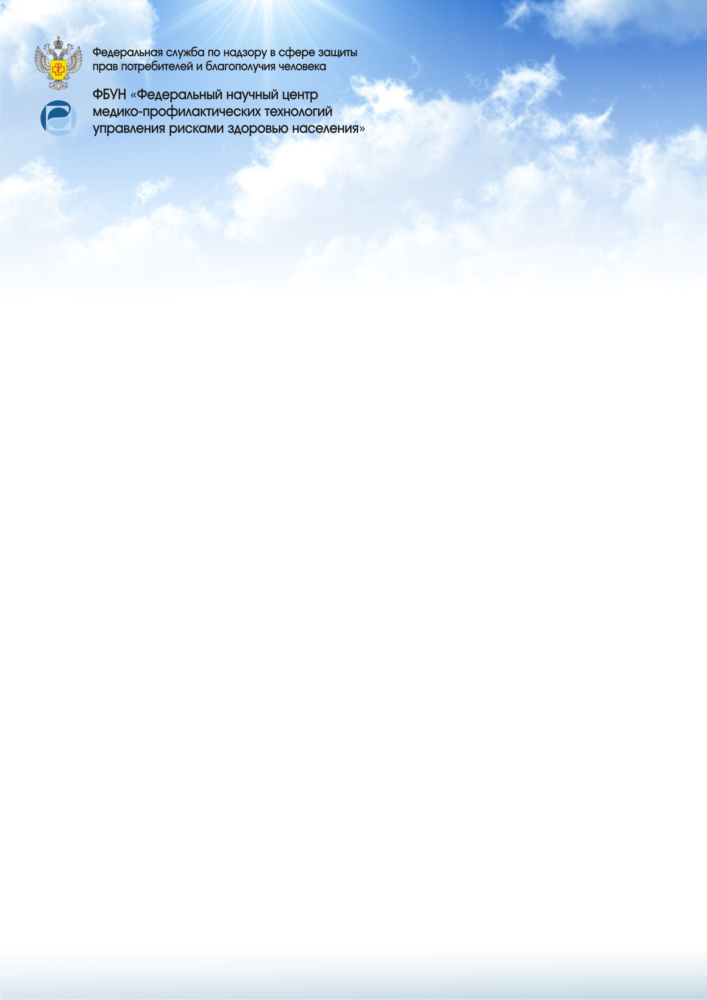 Федеральная служба по надзору в сфере защиты
прав потребителей и благополучия человека
ФБУН «Федеральный научный центр
медико-профилактических технологий
управления рисками здоровью населения»